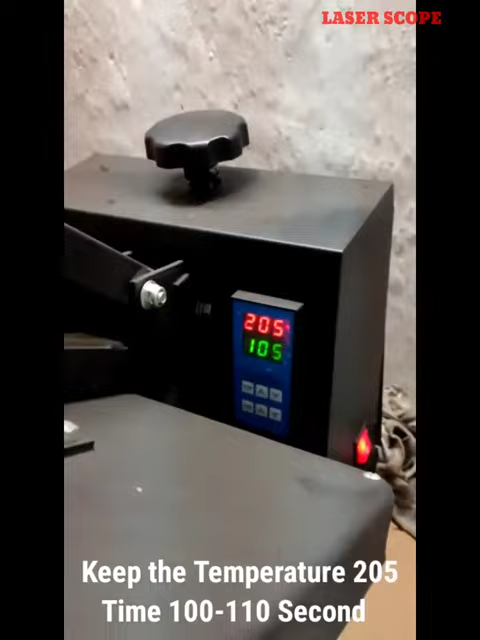 LASER SCOPE
205
105
Keep the Temperature 205
Time 100-110 Second